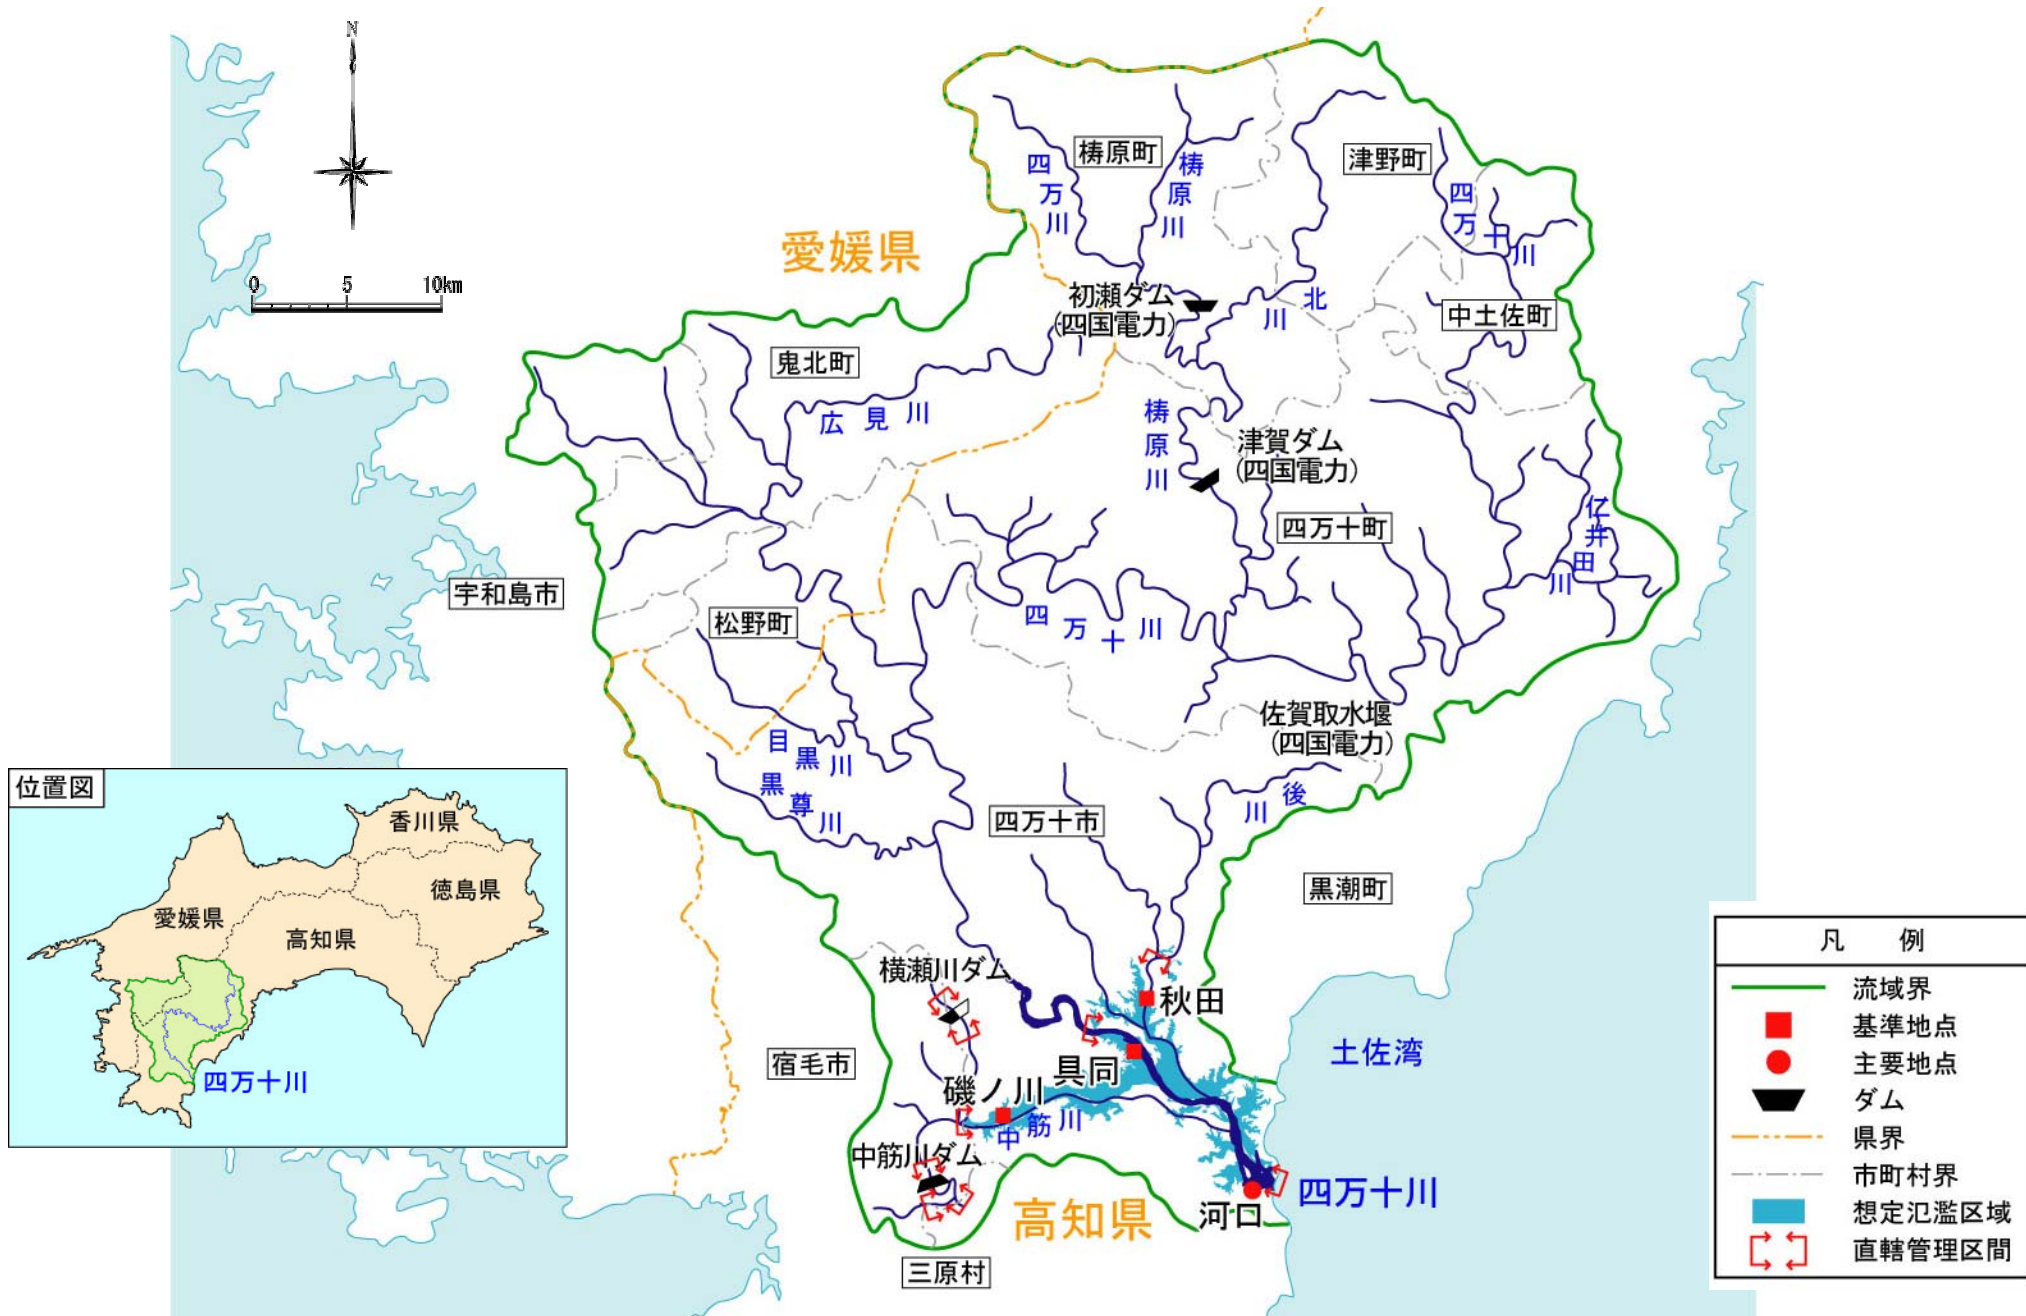 N
0 5 10km
梼原町
津野町
四万川
梼原川
四万十川
愛媛県
初瀬ダム
(四国電力)
北川
中土佐町
鬼北町
広見川
梼原川
津賀ダム
(四国電力)
四万十町
仁井田川
宇和島市
松野町
四万十川
佐賀取水堰
(四国電力)
目黒川
黒尊川
後川
四万十市
黒潮町
位置図
香川県
徳島県
愛媛県
高知県
四万十川
横瀬川ダム
秋田
宿毛市
具同
土佐湾
磯ノ川
中筋川
中筋川ダム
四万十川
河口
高知県
三原村
凡 例
流域界
基準地点
主要地点
ダム
県界
市町村界
想定氾濫区域
直轄管理区間